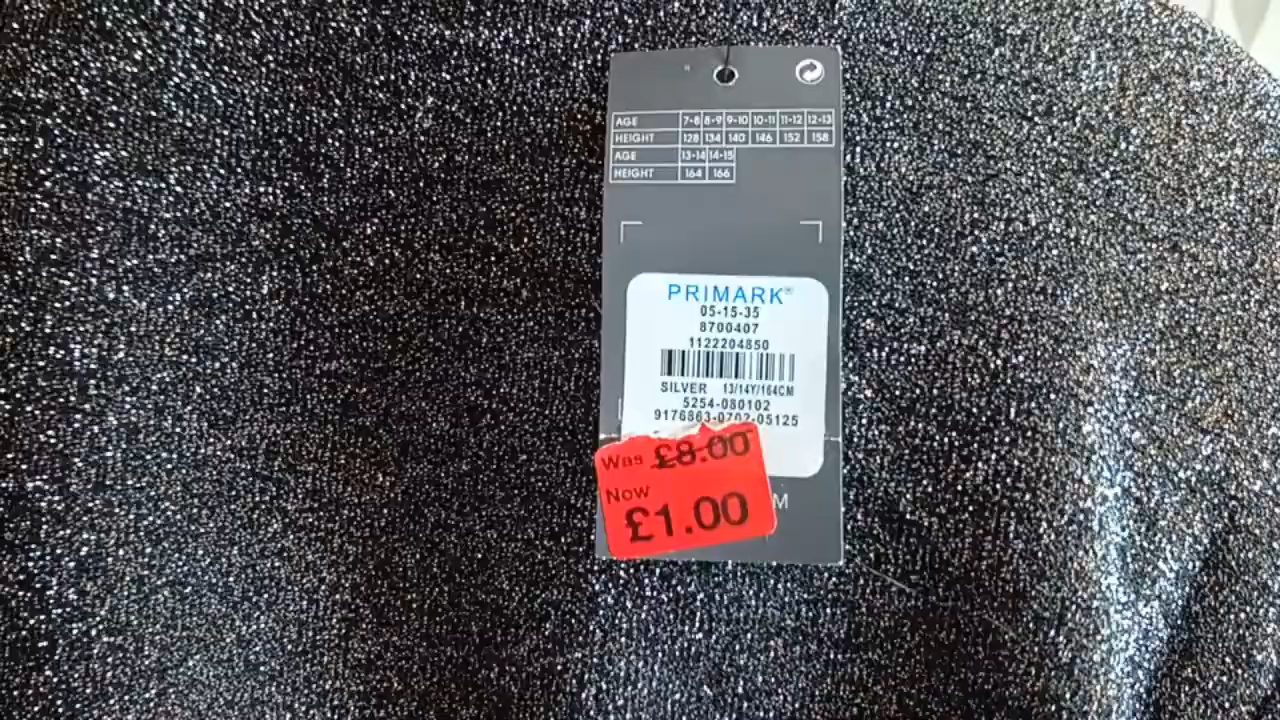 AGE 7-8 8-9 9-10 10-11 11-12 12-13
HEIGHT 128 134 140 146 152 158
AGE 13-14 14-15
HEIGHT 164 166
PRIMARK®
05-15-35
8700407
1122204850
SILVER 13/14Y/164CM
5254-080102
9176863-0702-05125
Was £8.00
Now
£1.00
M